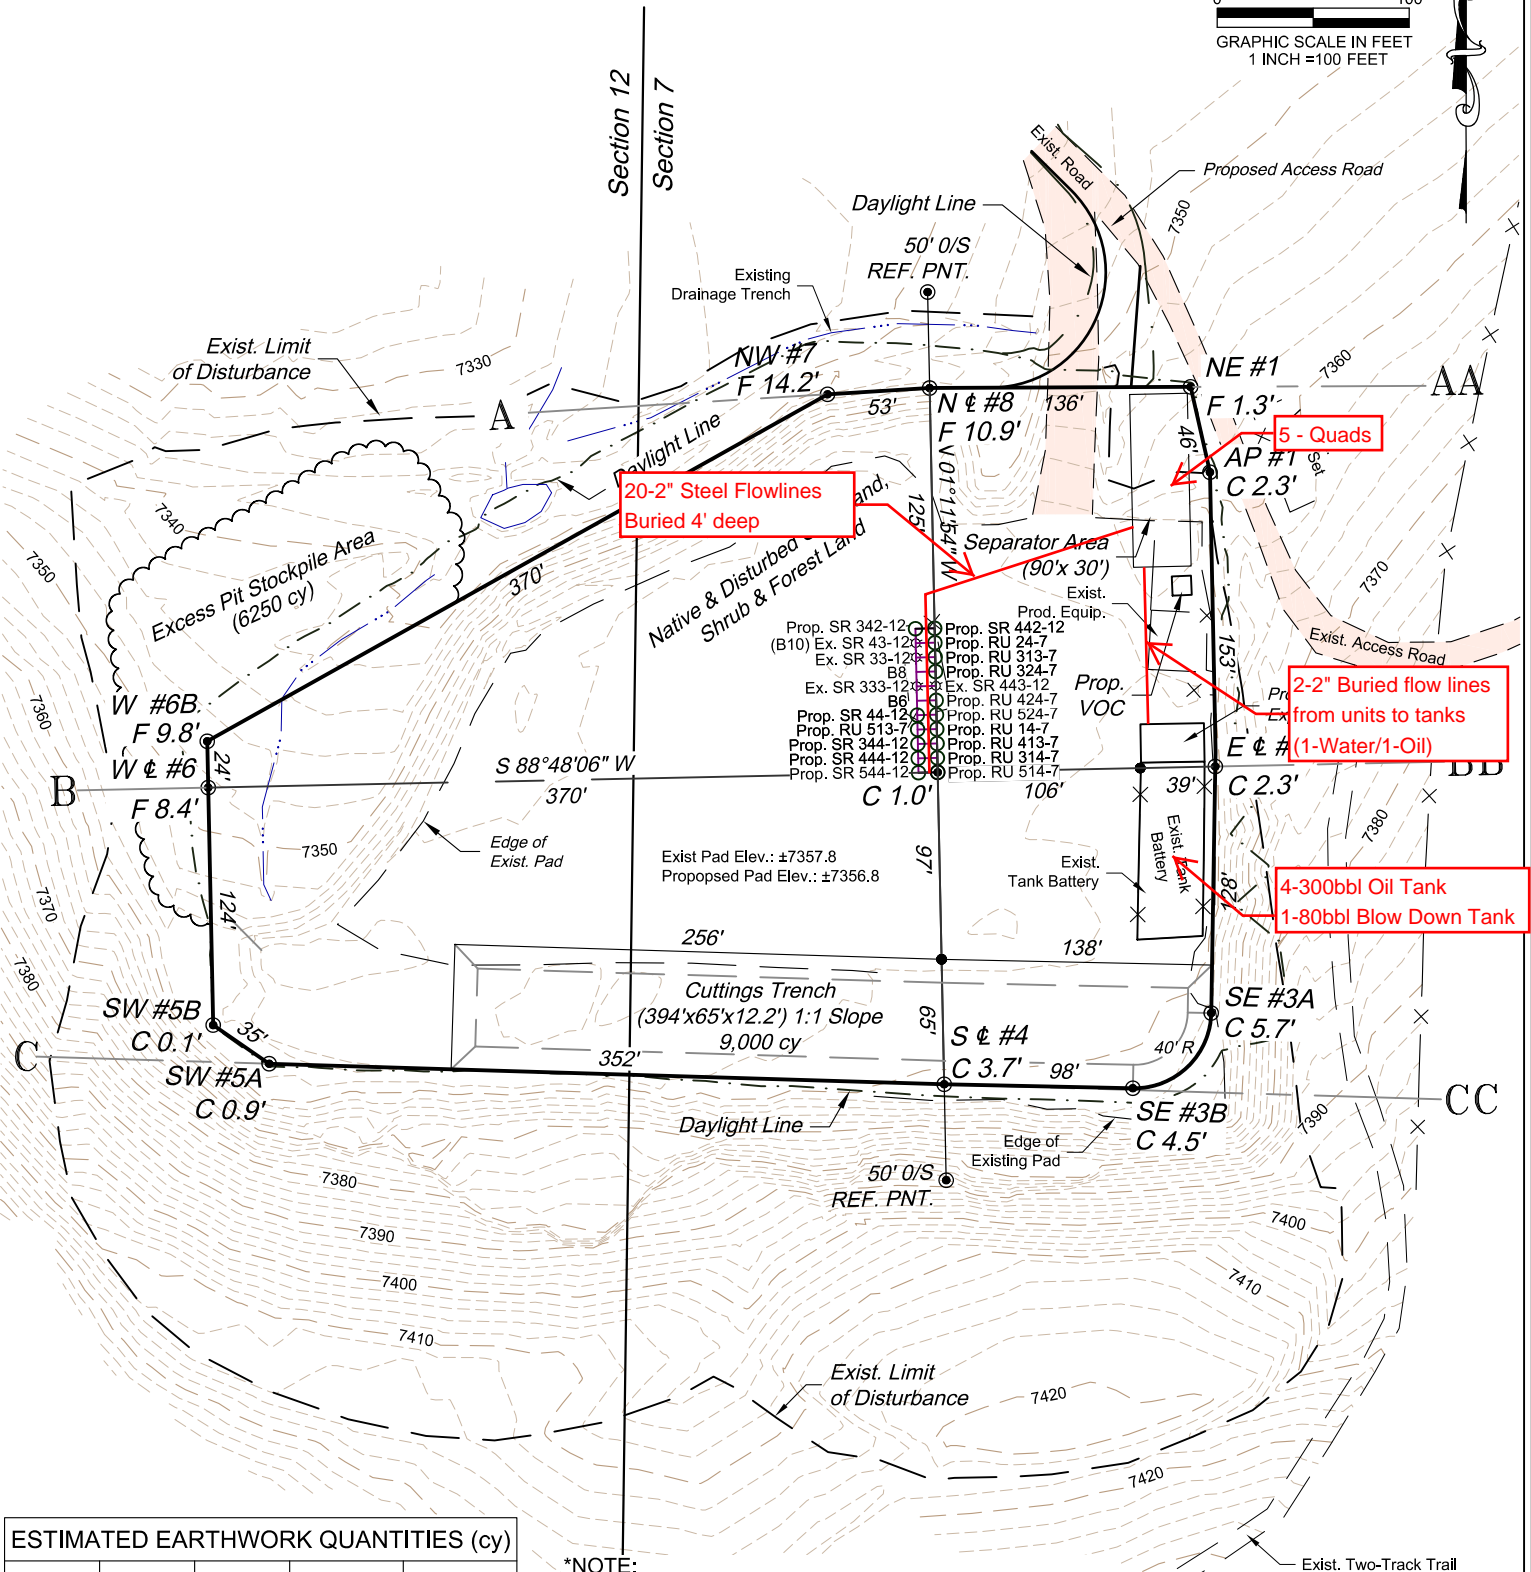 0 100
GRAPHIC SCALE IN FEET
1 INCH =100 FEET
Section 12
Section 7
Exist. Road
Proposed Access Road
Daylight Line
7350
50' 0/S
REF. PNT.
Existing
Drainage Trench
Exist. Limit
of Disturbance
7330
NW #7
F 14.2'
NE #1
F 1.3'
7360
AA
A
53'
N ℄ #8
F 10.9'
136'
46'
5 - Quads
Set
AP #1
C 2.3'
Daylight Line
20-2" Steel Flowlines
Buried 4' deep
125'
N 01°11'54" W
7340
7350
Excess Pit Stockpile Area
(6250 cy)
370'
Native & Disturbed
and,
Shrub & Forest Land
Separator Area
(90'x 30')
Exist.
Prod. Equip.
7370
Exist. Access Road
153'
Prop. SR 342-12
Prop. SR 442-12
(B10) Ex. SR 43-12
Prop. RU 24-7
Ex. SR 33-12
Prop. RU 313-7
B8
Prop. RU 324-7
Ex. SR 333-12
Ex. SR 443-12
B6
Prop. RU 424-7
Prop. SR 44-12
Prop. RU 524-7
Prop. RU 513-7
Prop. RU 14-7
Prop. SR 344-12
Prop. RU 413-7
Prop. SR 444-12
Prop. RU 314-7
Prop. SR 544-12
Prop. RU 514-7
Prop.
VOC
2-2" Buried flow lines
from units to tanks
(1-Water/1-Oil)
7360
W #6B
F 9.8'
24'
W ℄ #6
F 8.4'
B
S 88°48'06" W
370'
C 1.0'
106'
39'
E ℄ #
C 2.3'
BB
7380
7350
Edge of
Exist. Pad
Exist Pad Elev.: ±7357.8
Propopsed Pad Elev.: ±7356.8
97'
Exist.
Tank Battery
Exist. Tank
Battery
128'
4-300bbl Oil Tank
1-80bbl Blow Down Tank
7370
124'
7380
256'
138'
Cuttings Trench
(394'x65'x12.2') 1:1 Slope
9,000 cy
65'
SW #5B
C 0.1'
35'
SE #3A
C 5.7'
C
SW #5A
C 0.9'
352'
S ℄ #4
C 3.7'
98'
40' R
CC
SE #3B
C 4.5'
7390
Daylight Line
Edge of
Existing Pad
50' 0/S
REF. PNT.
7380
7390
7400
7400
7410
7410
Exist. Limit
of Disturbance
7420
7420
ESTIMATED EARTHWORK QUANTITIES (cy)
*NOTE:
Exist. Two-Track Trail